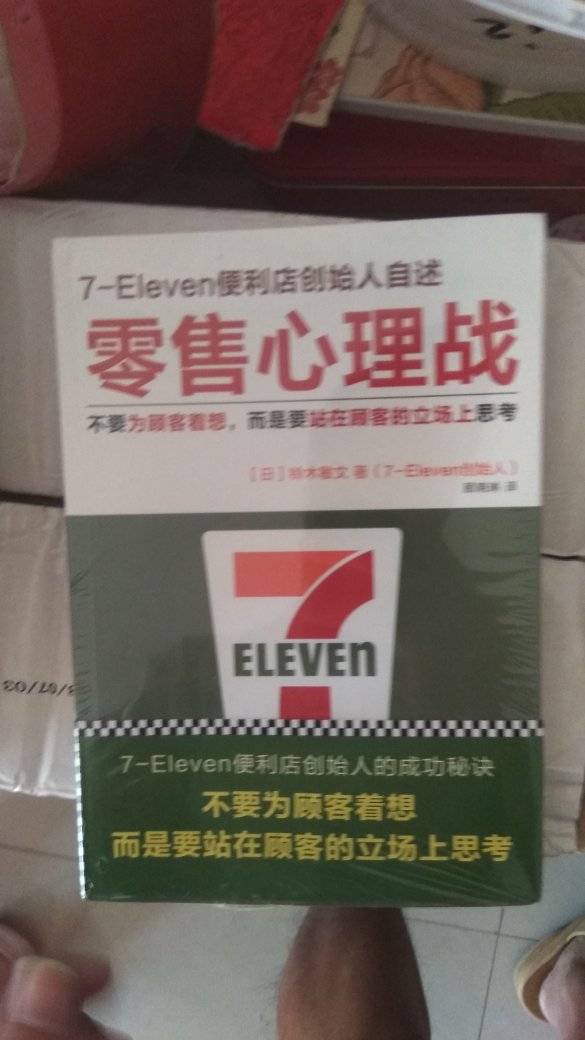 7-Eleven便利店创始人自述
零售心理战
不要为顾客着想，而是要站在顾客的立场上思考
［日］铃木敏文 著（7-Eleven创始人）
7
ELEVEn
7-Eleven便利店创始人的成功秘诀
不要为顾客着想
而是要站在顾客的立场上思考